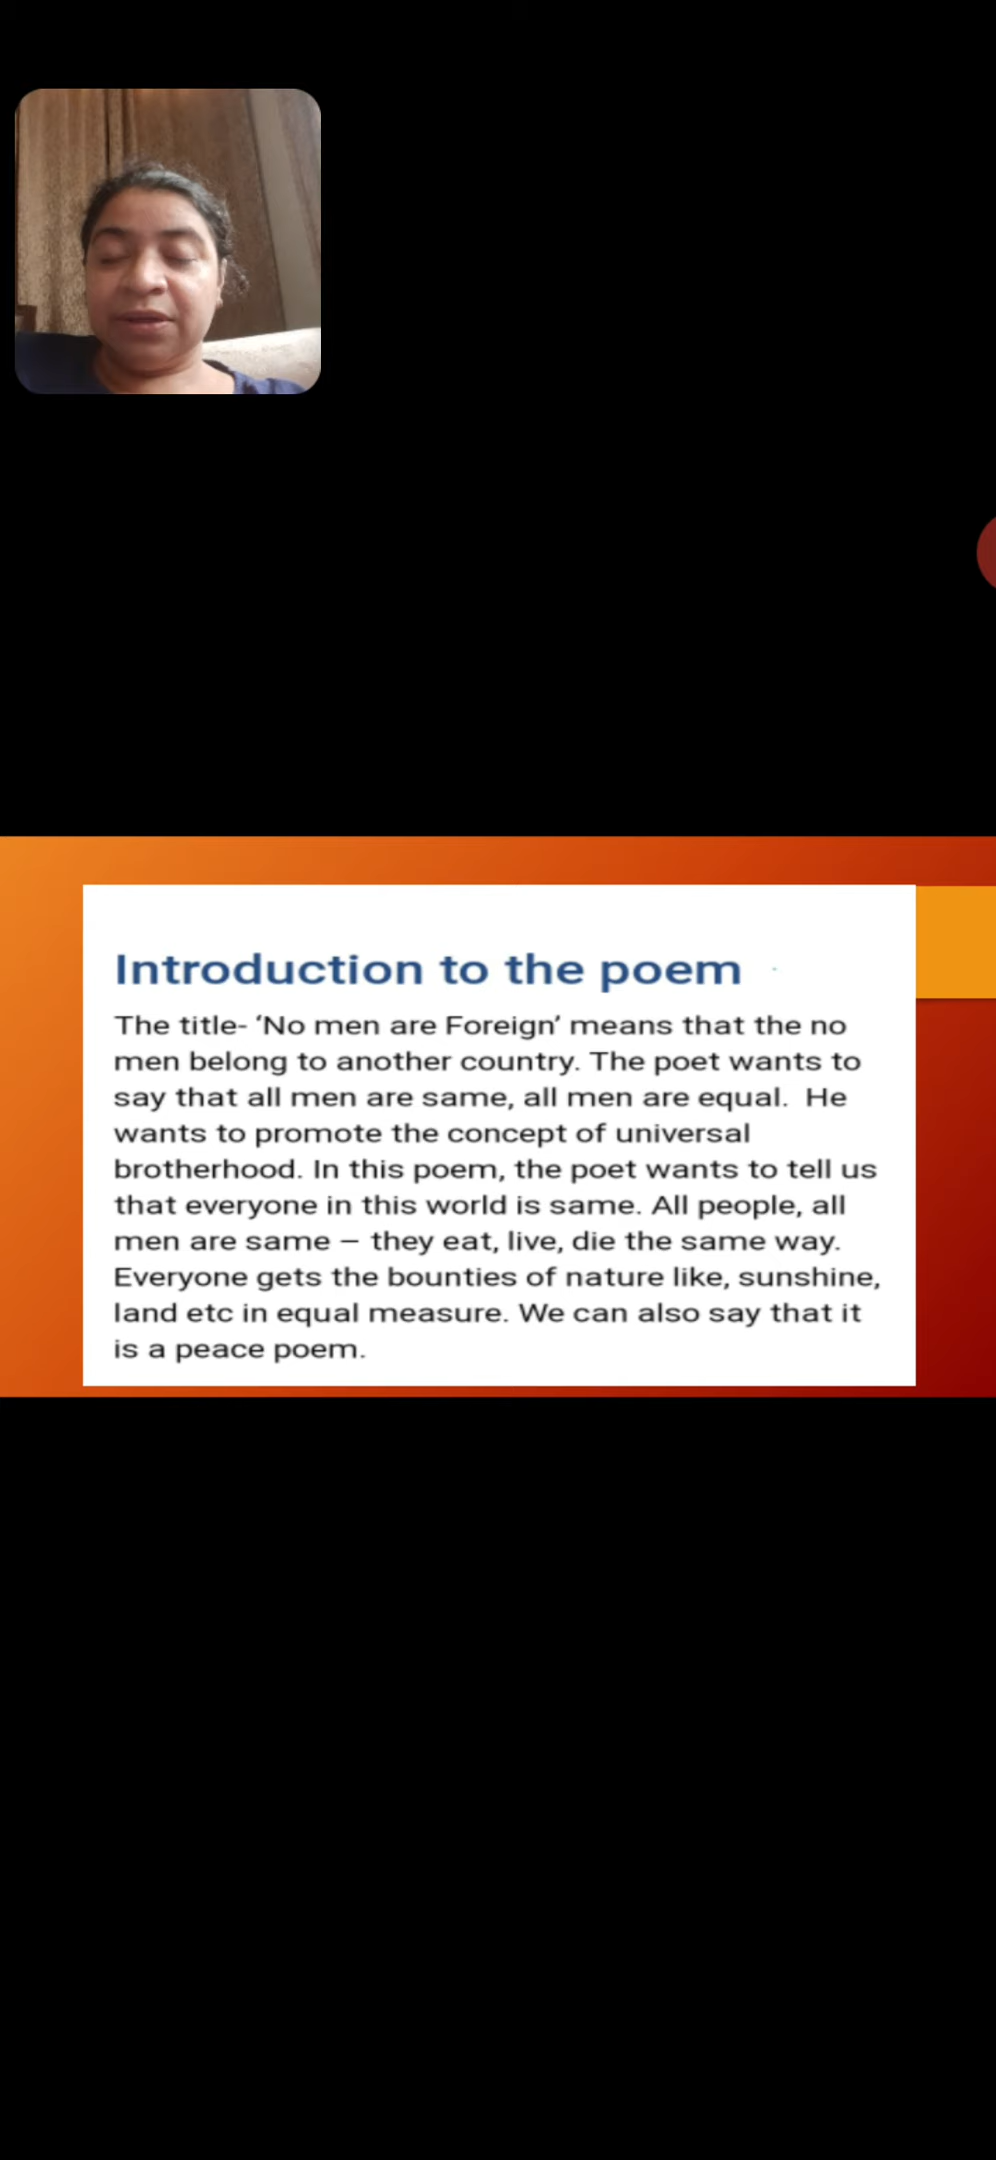 Introduction to the poem
The title- ‘No men are Foreign’ means that the no
men belong to another country. The poet wants to
say that all men are same, all men are equal.  He
wants to promote the concept of universal
brotherhood. In this poem, the poet wants to tell us
that everyone in this world is same. All people, all
men are same – they eat, live, die the same way.
Everyone gets the bounties of nature like, sunshine,
land etc in equal measure. We can also say that it
is a peace poem.